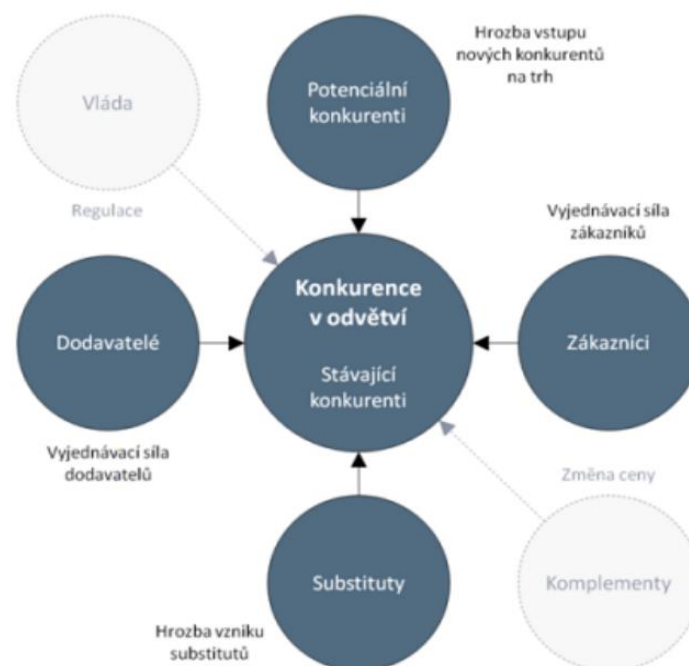 Hrozba vstupu
nových konkurentů
na trh
Potenciální
konkurenti
Vláda
Regulace
Vyjednávací síla
zákazníků
Konkurence
v odvětví
Stávající
konkurenti
Dodavatelé
Zákazníci
Vyjednávací síla
dodavatelů
Změna ceny
Substituty
Komplementy
Hrozba vzniku
substitutů